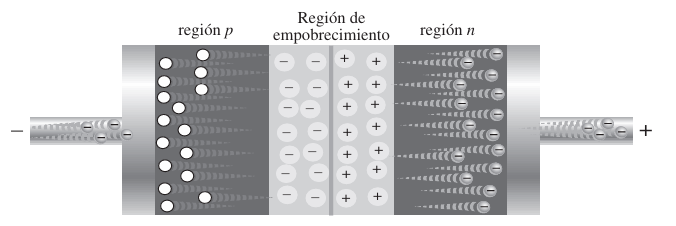 región p
Región de
empobrecimiento
región n
−
+